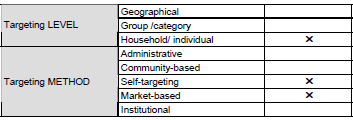 Targeting LEVEL
Geographical
Group /category
Household/ individual ×
Targeting METHOD
Administrative
Community-based
Self-targeting ×
Market-based ×
Institutional